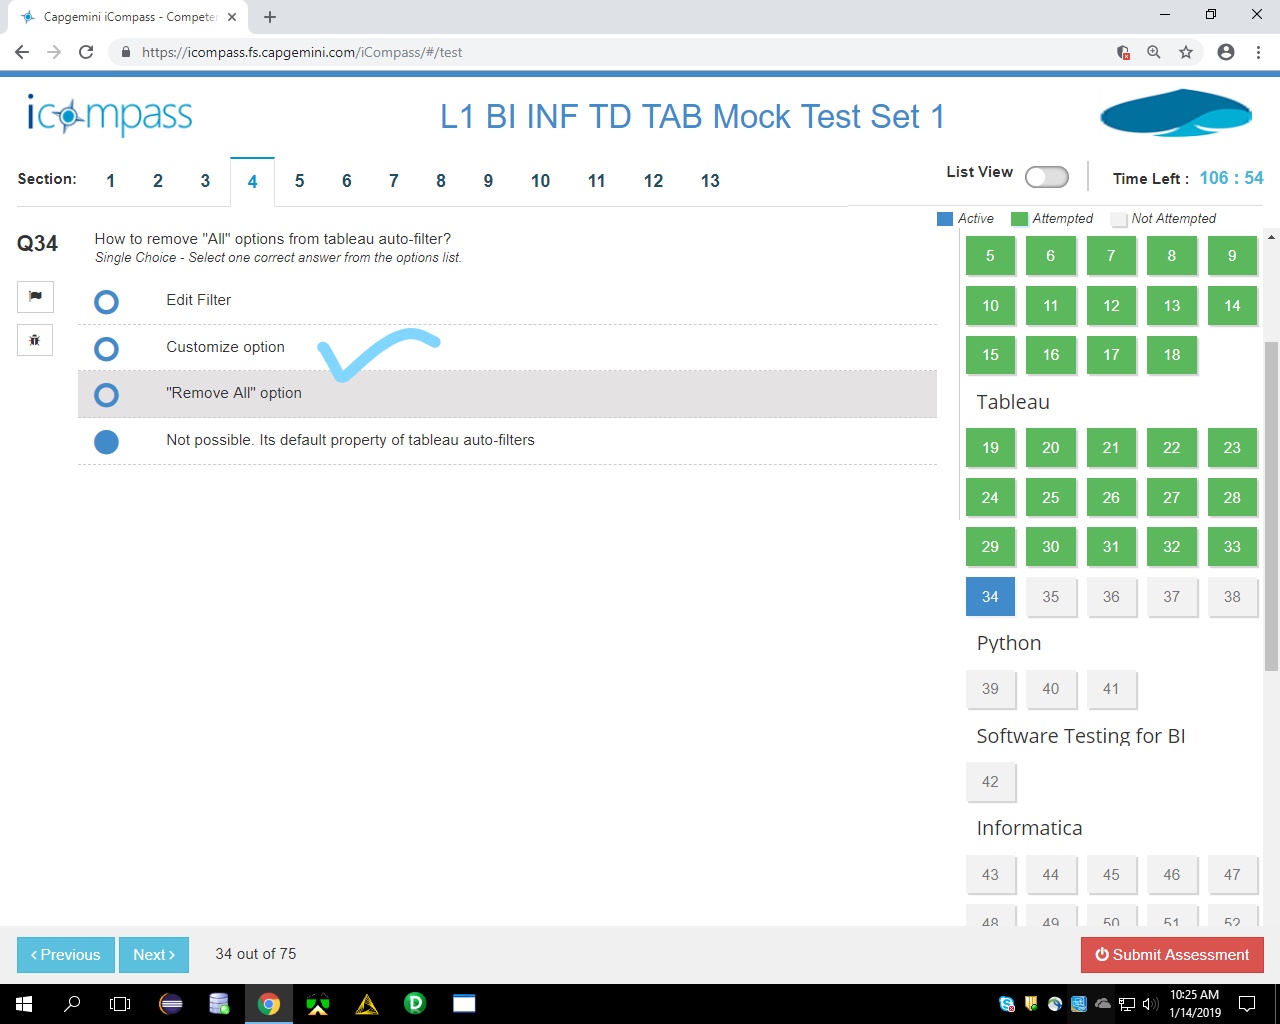 Capgemini iCompass - Competen
https://icompass.fs.capgemini.com/iCompass/#/test
icompass
L1 BI INF TD TAB Mock Test Set 1
Section: 1 2 3 4 5 6 7 8 9 10 11 12 13
List View
Time Left : 106 : 54
Active Attempted Not Attempted
Q34
How to remove "All" options from tableau auto-filter?
Single Choice - Select one correct answer from the options list.
Edit Filter
Customize option
"Remove All" option
Not possible. Its default property of tableau auto-filters
5 6 7 8 9
10 11 12 13 14
15 16 17 18
Tableau
19 20 21 22 23
24 25 26 27 28
29 30 31 32 33
34 35 36 37 38
Python
39 40 41
Software Testing for BI
42
Informatica
43 44 45 46 47
48 49 50 51 52
Previous
Next
34 out of 75
Submit Assessment
10:25 AM
1/14/2019